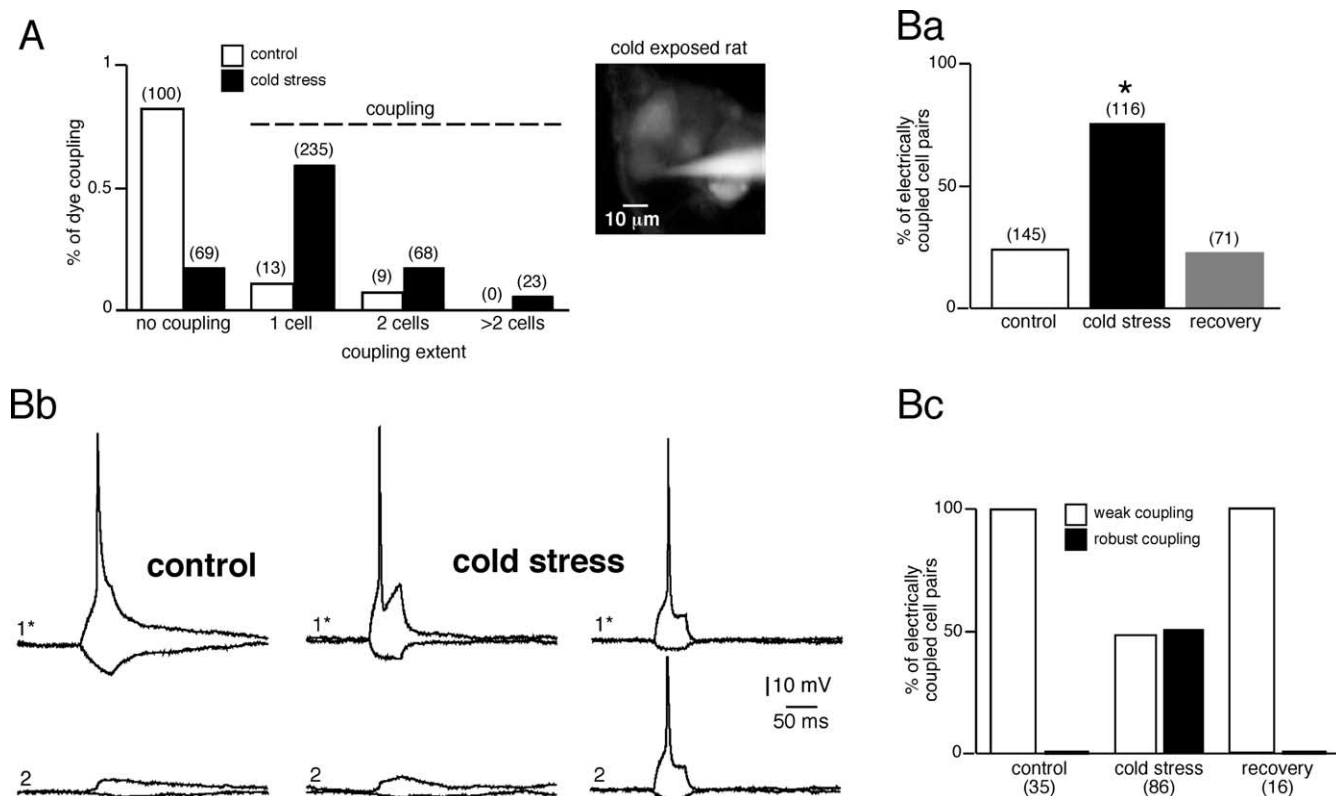 A
control
cold stress
1
(100)
coupling
(235)
% of dye coupling
0.5
(69)
(13)
(9)
(68)
(0)
(23)
0
no coupling
1 cell
2 cells
>2 cells
coupling extent
cold exposed rat
10 µm
Ba
100
*
(116)
% of electrically
coupled cell pairs
50
(145)
(71)
0
control
cold stress
recovery
Bb
control
cold stress
1*
1*
1*
10 mV
50 ms
2
2
2
Bc
100
weak coupling
robust coupling
% of electrically
coupled cell pairs
50
0
control
cold stress
recovery
(35)
(86)
(16)